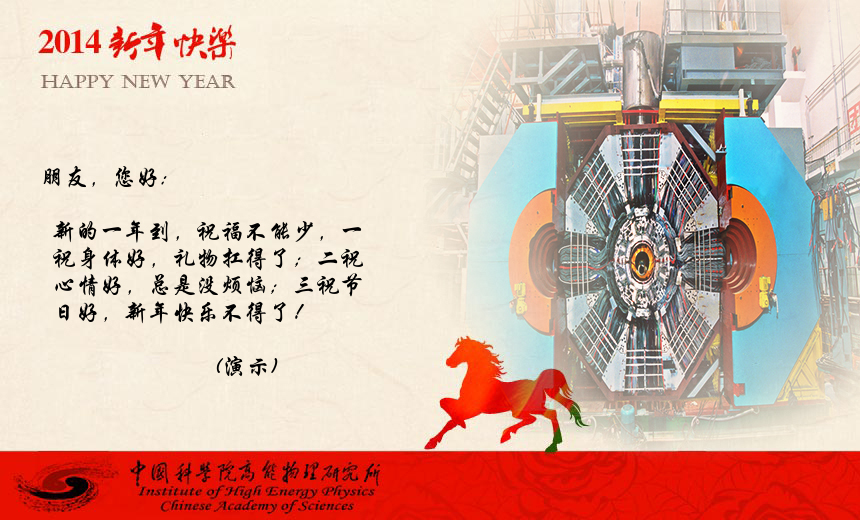 2014 新年快樂
HAPPY NEW YEAR
朋友，您好：
新的一年到，祝福不能少，一
祝身体好，礼物扛得了；二祝
心情好，总是没烦恼；三祝节
日好，新年快乐不得了！
(演示)
中国科学院高能物理研究所
Institute of High Energy Physics
Chinese Academy of Sciences